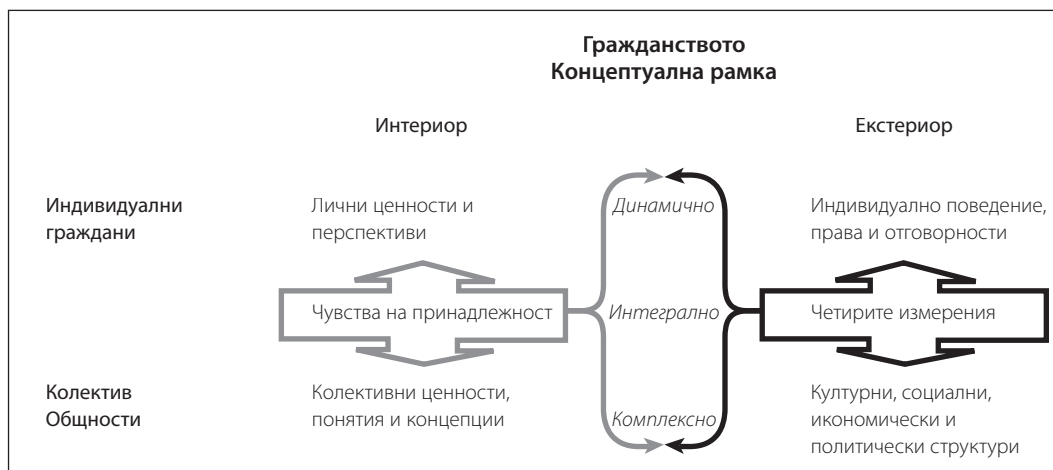 Гражданството
Концептуална рамка
Интериор
Екстериор
Индивидуални
граждани
Лични ценности и
перспективи
Динамично
Индивидуално поведение,
права и отговорности
Чувства на принадлежност
Интегрално
Четирите измерения
Колектив
Общности
Колективни ценности,
понятия и концепции
Комплексно
Културни, социални,
икономически и
политически структури